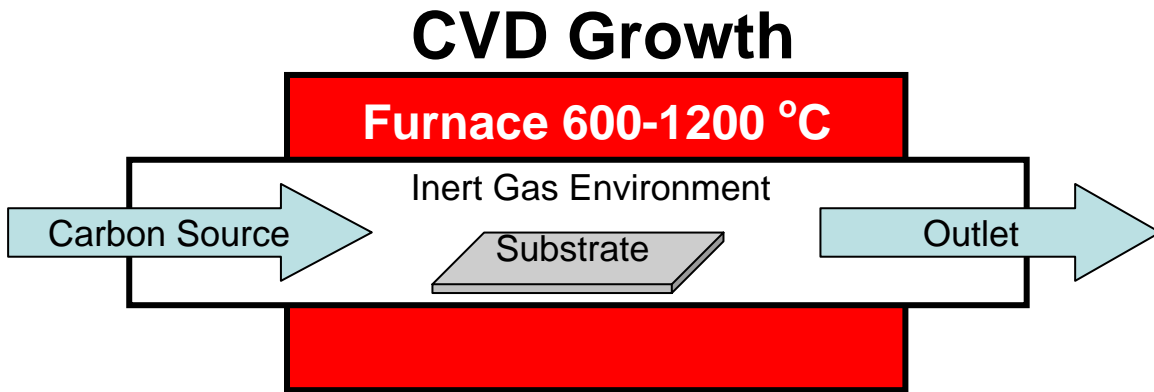 CVD Growth
Furnace 600-1200 °C
Inert Gas Environment
Carbon Source
Substrate
Outlet